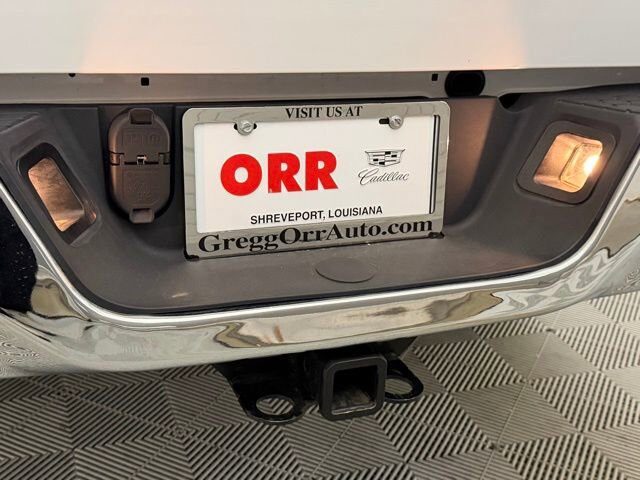 VISIT US AT
ORR
Cadillac
SHREVEPORT, LOUISIANA
GreggOrrAuto.com